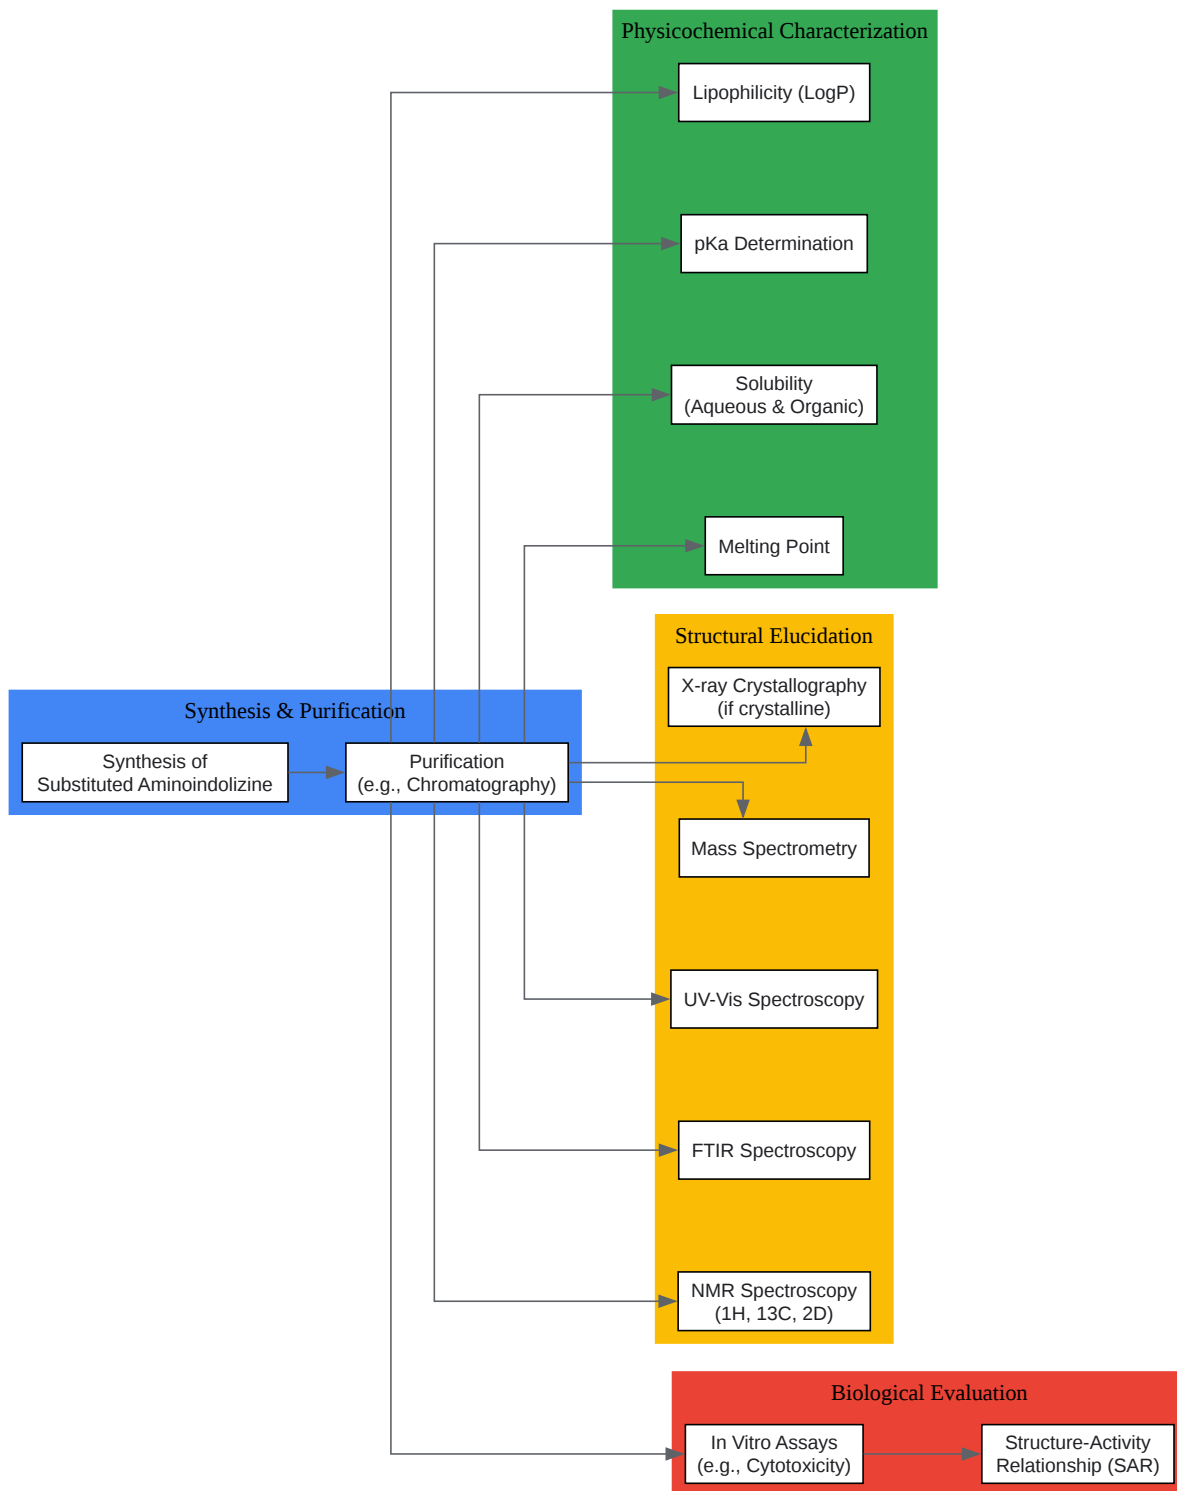 Physicochemical Characterization
Lipophilicity (LogP)
pKa Determination
Solubility
(Aqueous & Organic)
Melting Point
Structural Elucidation
X-ray Crystallography
(if crystalline)
Synthesis & Purification
Synthesis of
Substituted Aminoindolizine
Purification
(e.g., Chromatography)
Mass Spectrometry
UV-Vis Spectroscopy
FTIR Spectroscopy
NMR Spectroscopy
(1H, 13C, 2D)
Biological Evaluation
In Vitro Assays
(e.g., Cytotoxicity)
Structure-Activity
Relationship (SAR)